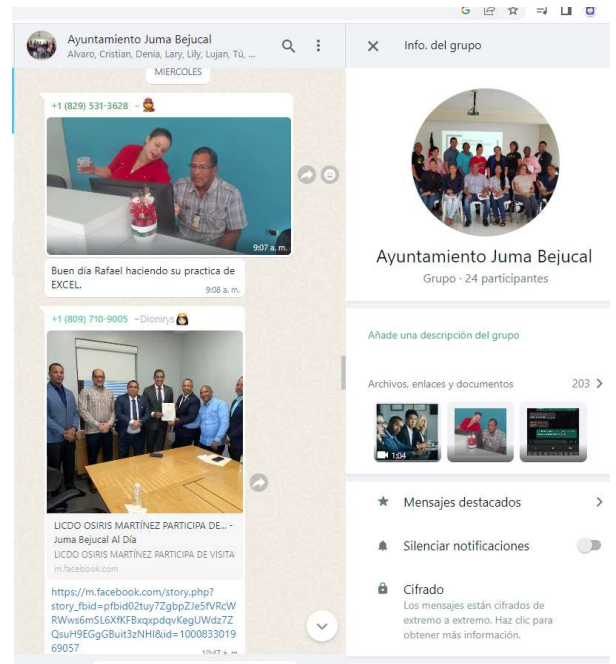 Ayuntamiento Juma Bejucal
Alvaro, Cristian, Denia, Lary, Lily, Lujan, Tú, ...
MIÉRCOLES
+1 (829) 531-3628 ~
9:07 a. m.
Buen día Rafael haciendo su practica de
EXCEL.
9:08 a. m.
+1 (809) 710-9005 ~Dionirys
LICDO OSIRIS MARTÍNEZ PARTICIPA DE... -
Juma Bejucal Al Día
LICDO OSIRIS MARTÍNEZ PARTICIPA DE VISITA
m.facebook.com
https://m.facebook.com/story.php?
story_fbid=pfbid02tuy7ZgbpZJe5fVRcW
RWws6mSL6XfKFBxqxpdqvKegUWdz7Z
QsuH9EGgGBuit3zNHl&id=1000833019
69057
10:47 a. m.
Info. del grupo
Ayuntamiento Juma Bejucal
Grupo · 24 participantes
Añade una descripción del grupo
Archivos, enlaces y documentos
203
1:04
Mensajes destacados
Silenciar notificaciones
Cifrado
Los mensajes están cifrados de
extremo a extremo. Haz clic para
obtener más información.